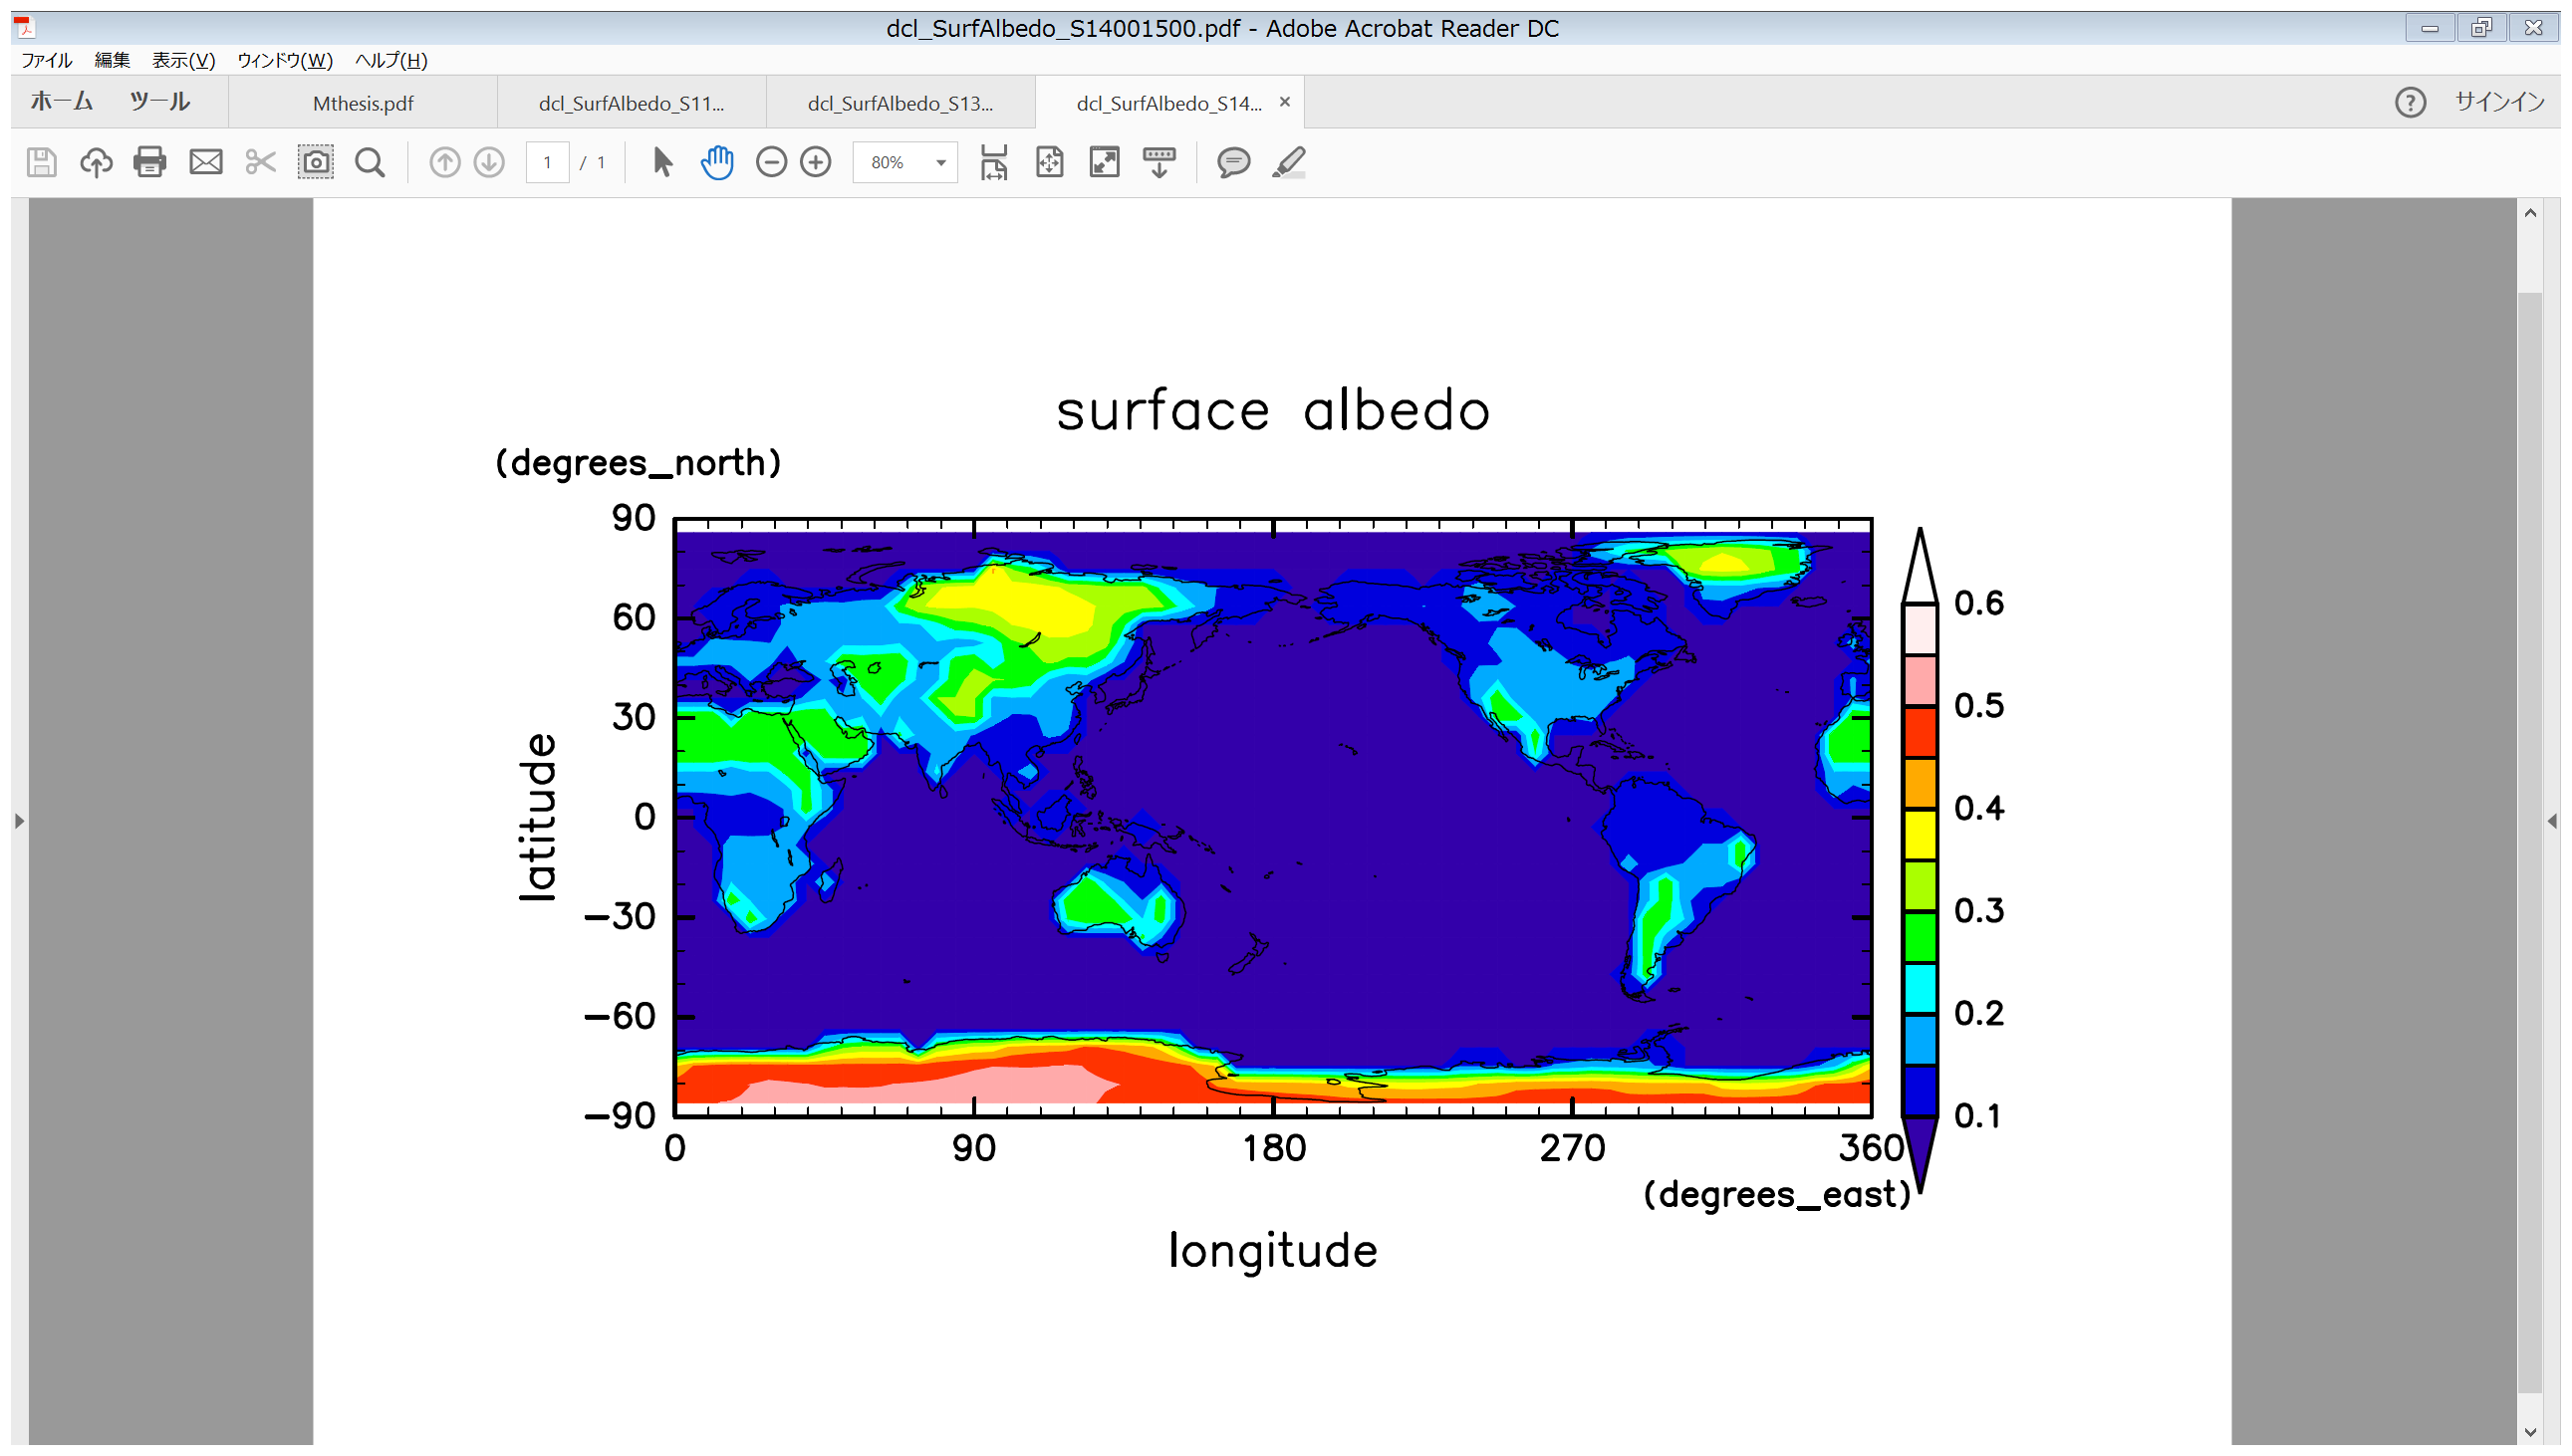 dcl_SurfAlbedo_S14001500.pdf - Adobe Acrobat Reader DC
ファイル 編集 表示(V) ウィンドウ(W) ヘルプ(H)
ホーム ツール Mthesis.pdf dcl_SurfAlbedo_S11... dcl_SurfAlbedo_S13... dcl_SurfAlbedo_S14... × ? サインイン
1 / 1 80%
surface albedo
(degrees_north)
90
60
30
0
−30
−60
−90
latitude
0 90 180 270 360
(degrees_east)
longitude
0.6
0.5
0.4
0.3
0.2
0.1